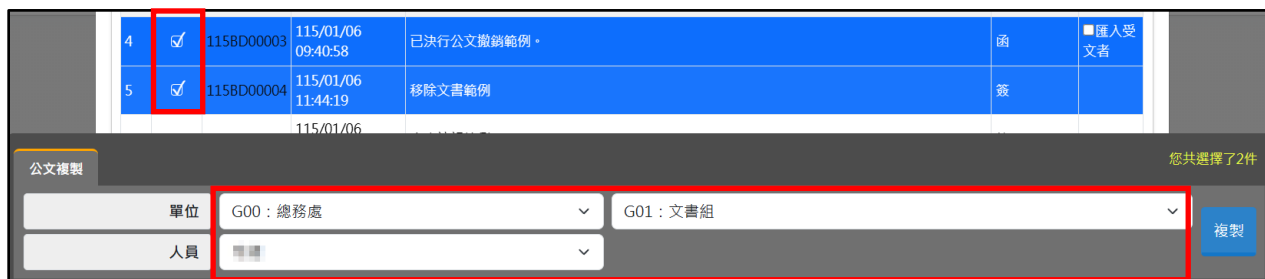 4 115BD00003 115/01/06 09:40:58 已決行公文撤銷範例。 函 匯入受文者
5 115BD00004 115/01/06 11:44:19 移除文書範例 簽
115/01/06
公文複製 您共選擇了2件
單位 G00：總務處 G01：文書組
人員
複製